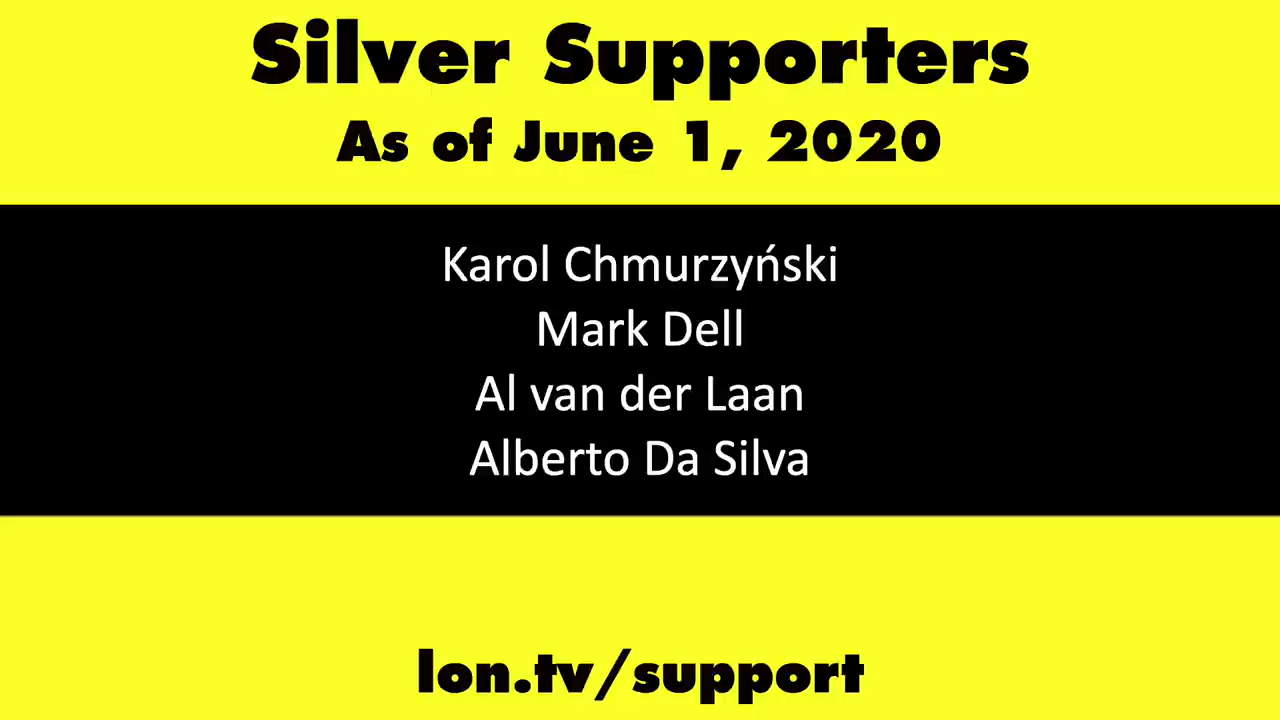 Silver Supporters
As of June 1, 2020
Karol Chmurzyński
Mark Dell
Al van der Laan
Alberto Da Silva
lon.tv/support